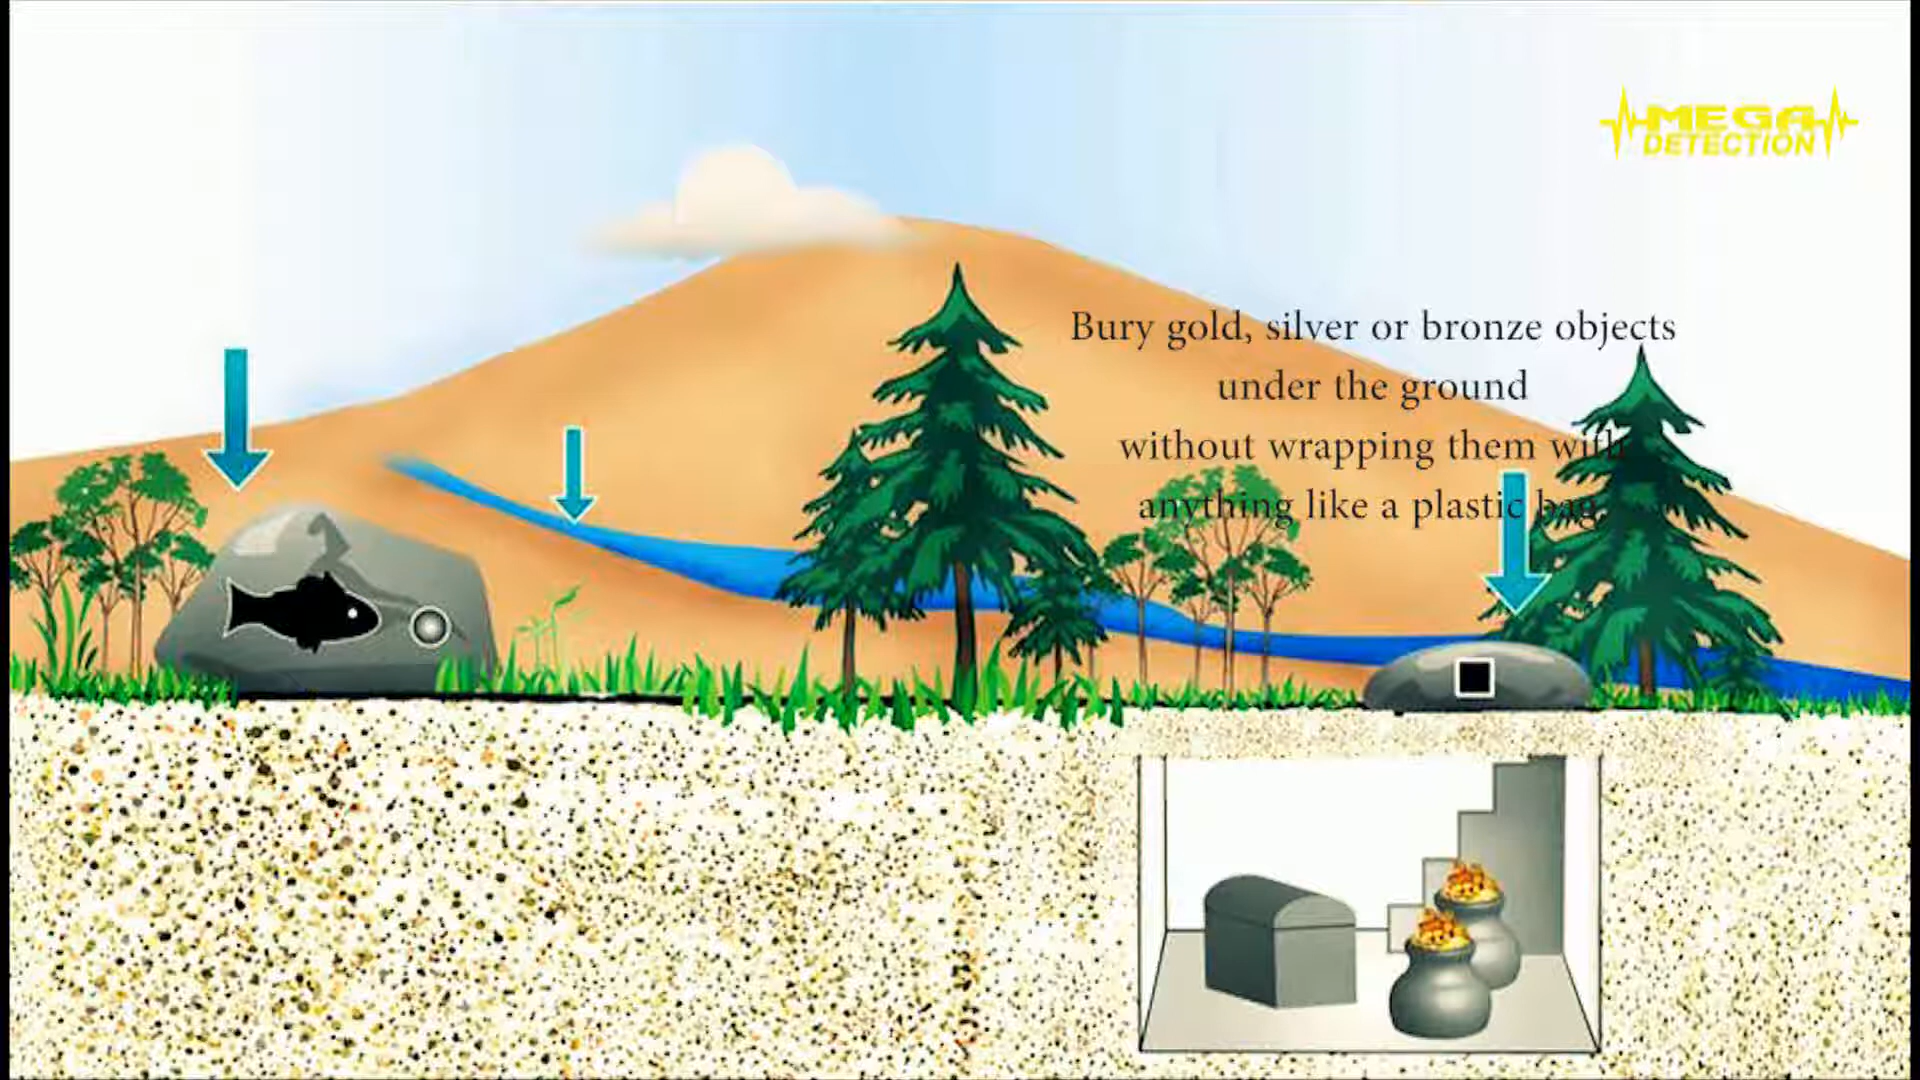 MEGA
DETECTION
Bury gold, silver or bronze objects
under the ground
without wrapping them with
anything like a plastic bag